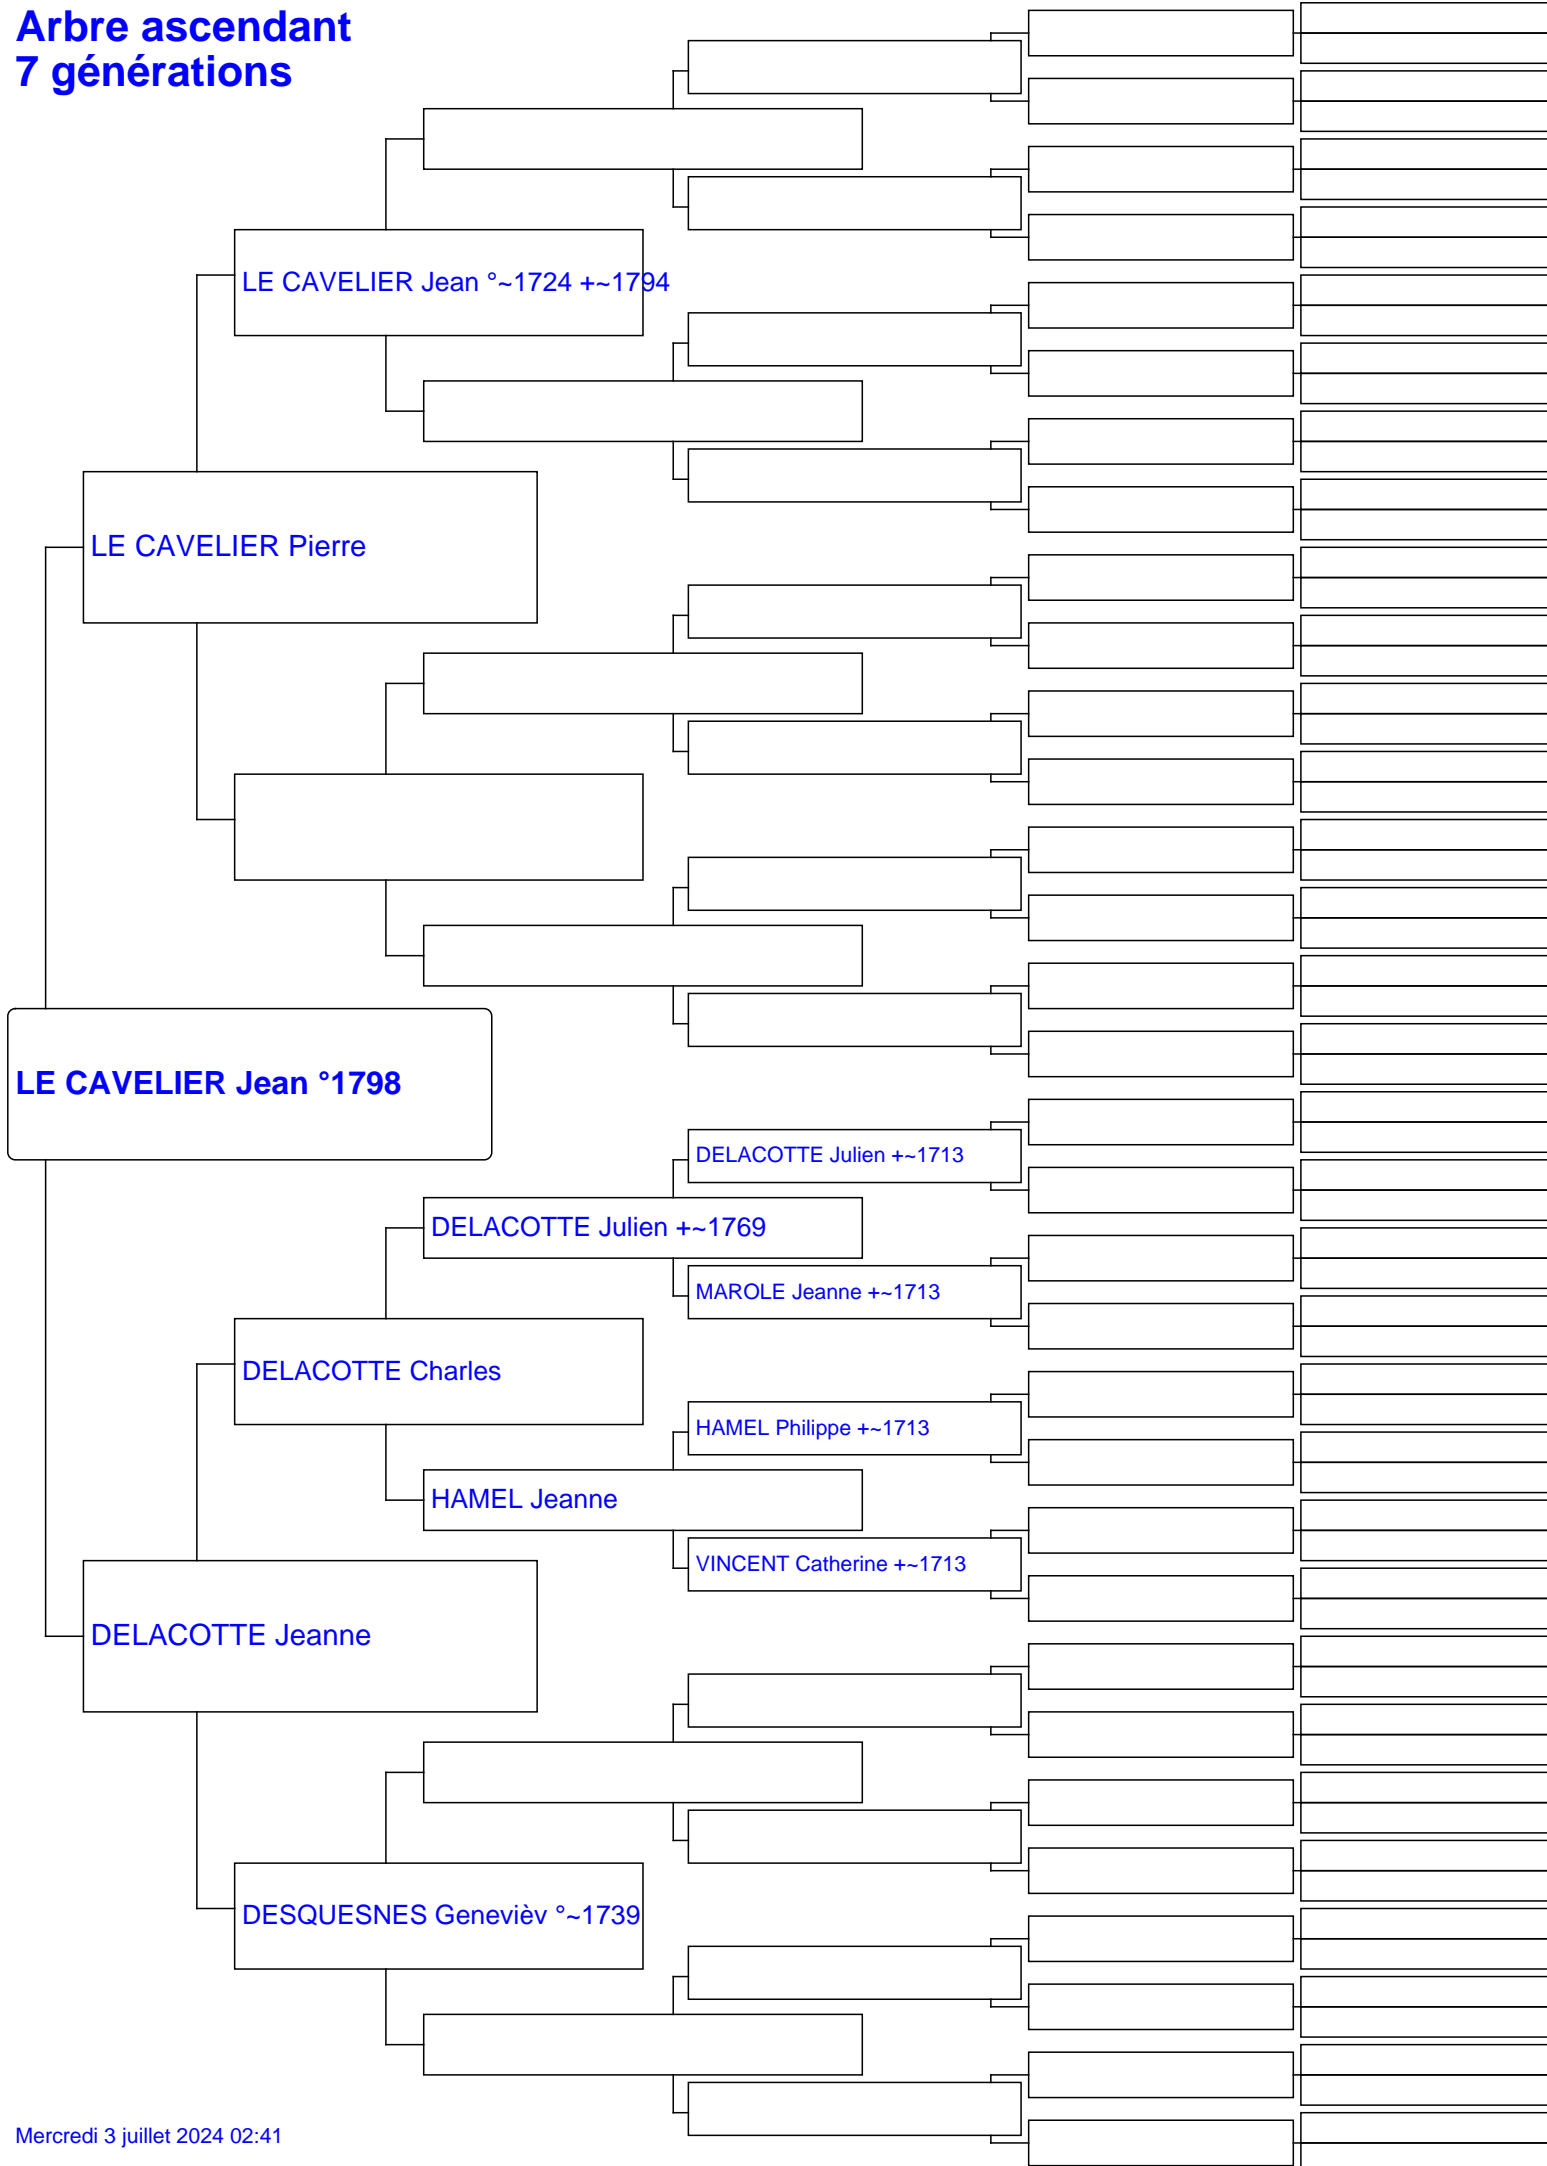 Arbre ascendant
7 générations
LE CAVELIER Jean °~1724 +~1794
LE CAVELIER Pierre
LE CAVELIER Jean °1798
DELACOTTE Julien +~1713
DELACOTTE Julien +~1769
MAROLE Jeanne +~1713
DELACOTTE Charles
HAMEL Philippe +~1713
HAMEL Jeanne
VINCENT Catherine +~1713
DELACOTTE Jeanne
DESQUESNES Genevièv °~1739
Mercredi 3 juillet 2024 02:41